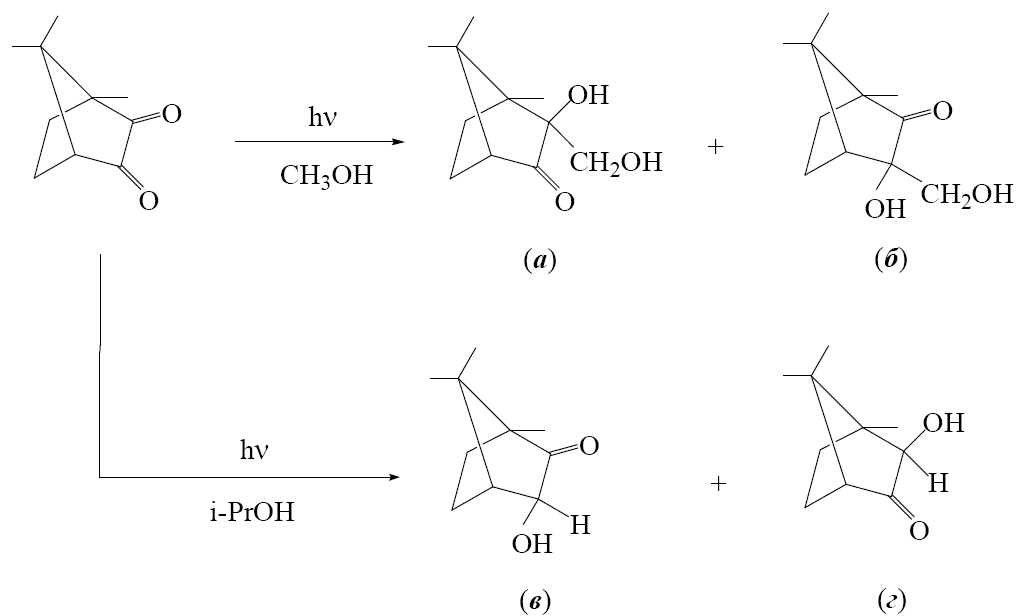 O
O
hν
CH₃OH
OH
CH₂OH
O
(а)
+
O
OH
CH₂OH
(б)
hν
i-PrOH
O
H
OH
(в)
+
OH
H
O
(г)